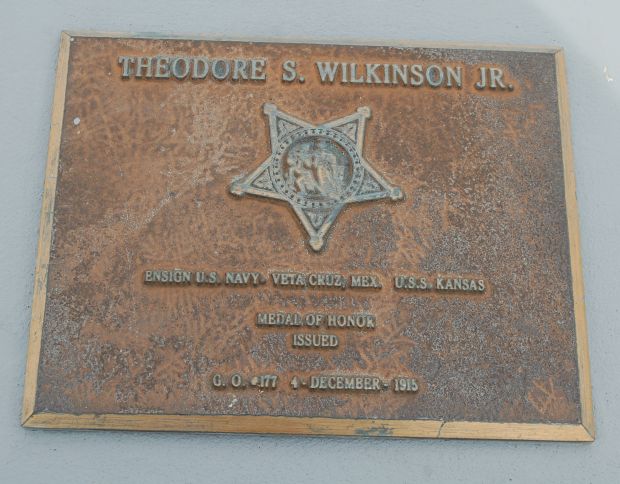 THEODORE S. WILKINSON JR.
ENSIGN U.S. NAVY- VETA CRUZ, MEX. U.S.S. KANSAS
MEDAL OF HONOR
ISSUED
G. O. #177 4 - DECEMBER - 1915